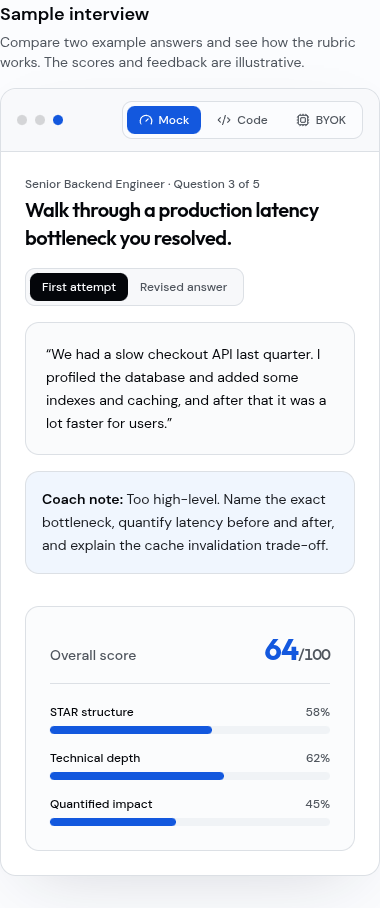 Sample interview
Compare two example answers and see how the rubric
works. The scores and feedback are illustrative.
Mock
Code
BYOK
Senior Backend Engineer · Question 3 of 5
Walk through a production latency
bottleneck you resolved.
First attempt
Revised answer
“We had a slow checkout API last quarter. I
profiled the database and added some
indexes and caching, and after that it was a
lot faster for users.”
Coach note: Too high-level. Name the exact
bottleneck, quantify latency before and after,
and explain the cache invalidation trade-off.
Overall score 64/100
STAR structure 58%
Technical depth 62%
Quantified impact 45%